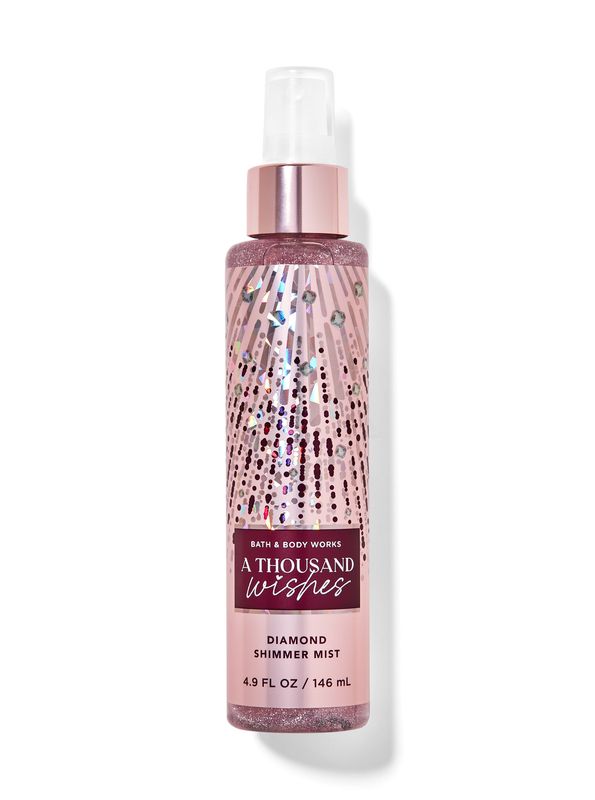 BATH & BODY WORKS
A THOUSAND
wishes
DIAMOND
SHIMMER MIST
4.9 FL OZ / 146 mL